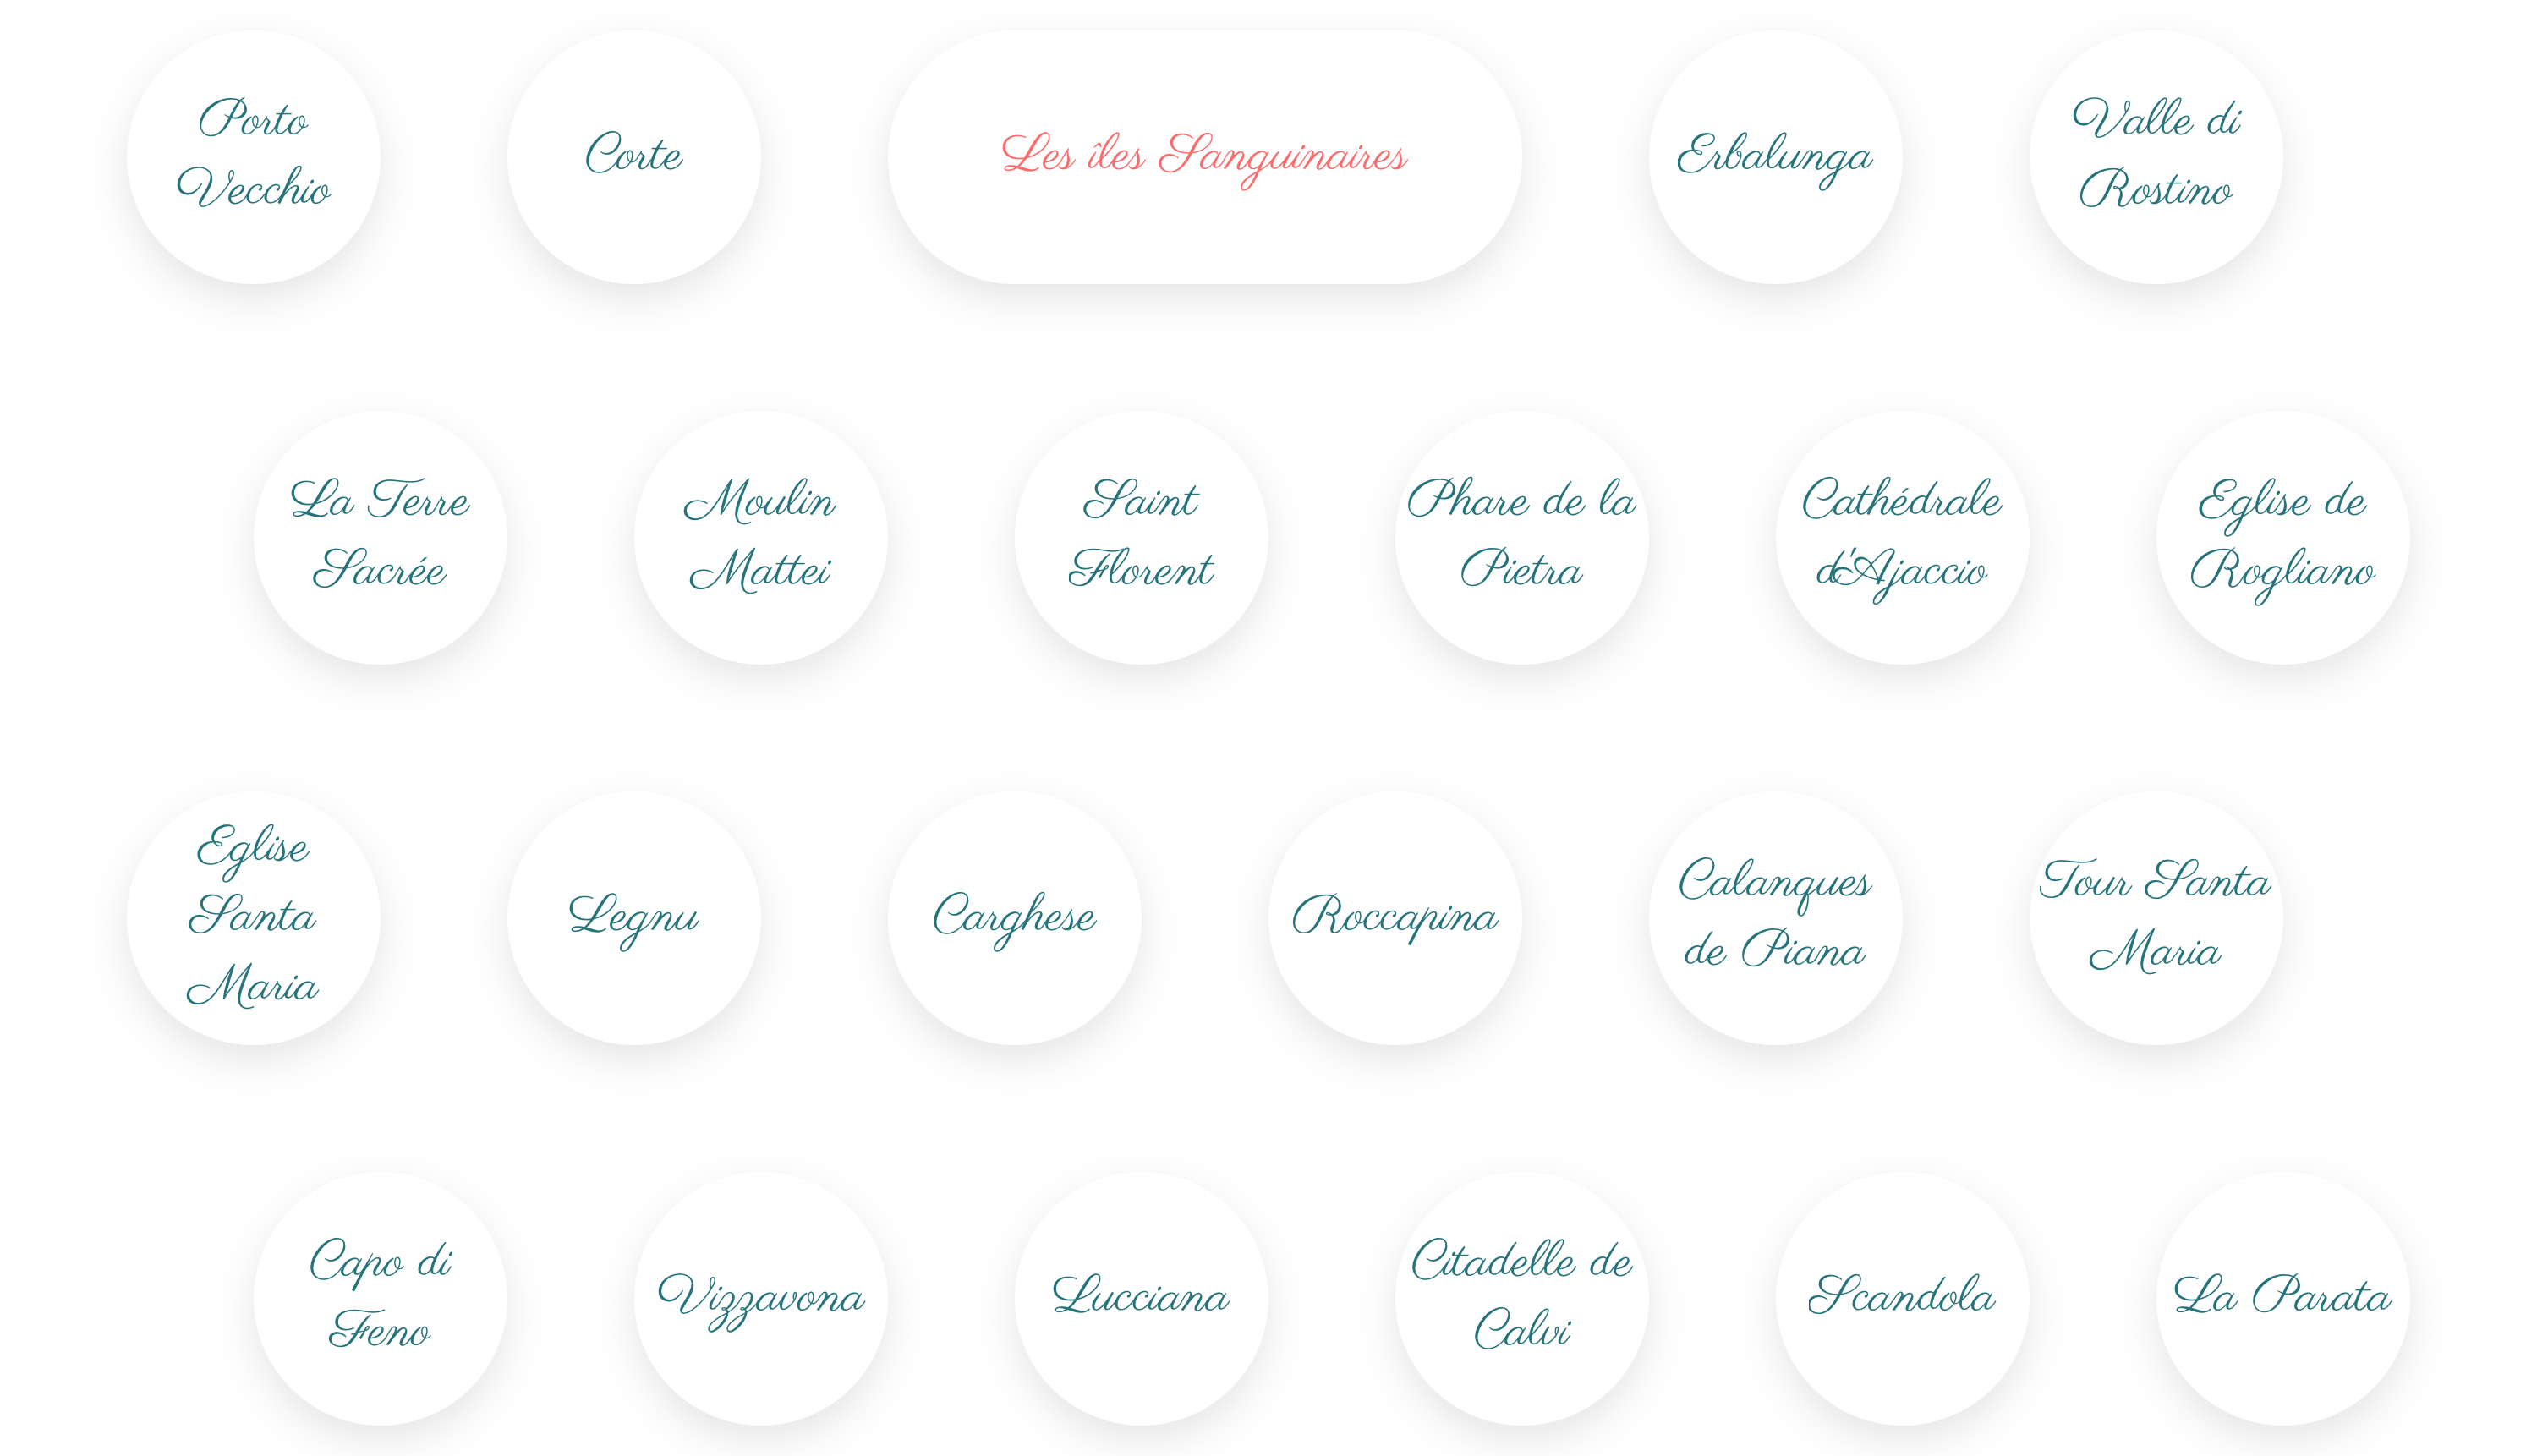 Porto
Vecchio
Corte
Les îles Sanguinaires
Erbalunga
Valle di
Rostino
La Terre
Sacrée
Moulin
Mattei
Saint
Florent
Phare de la
Pietra
Cathédrale
d'Ajaccio
Eglise de
Rogliano
Eglise
Santa
Maria
Legnu
Carghese
Roccapina
Calanques
de Piana
Tour Santa
Maria
Capo di
Feno
Vizzavona
Lucciana
Citadelle de
Calvi
Scandola
La Parata